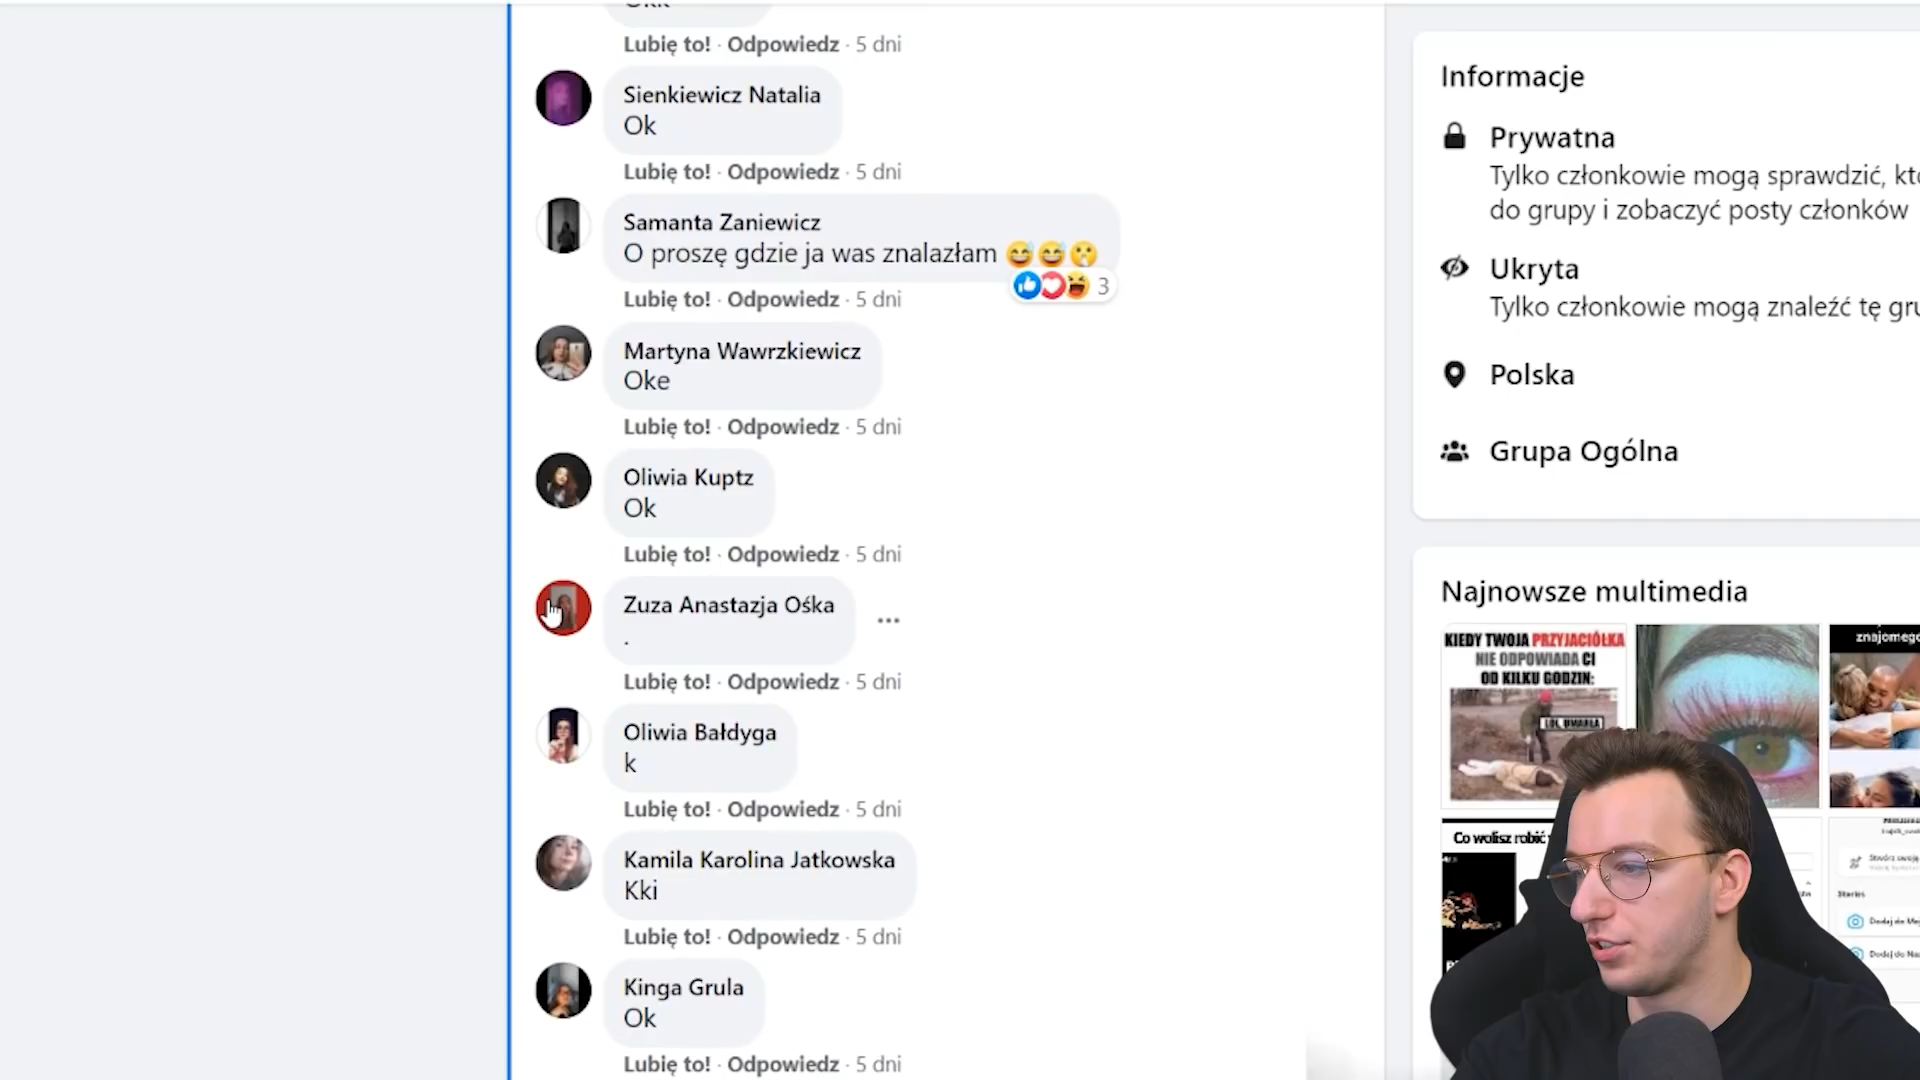 Lubię to! · Odpowiedz · 5 dni
Sienkiewicz Natalia
Ok
Lubię to! · Odpowiedz · 5 dni
Samanta Zaniewicz
O proszę gdzie ja was znalazłam 😅😅🤫
3
Lubię to! · Odpowiedz · 5 dni
Martyna Wawrzkiewicz
Oke
Lubię to! · Odpowiedz · 5 dni
Oliwia Kuptz
Ok
Lubię to! · Odpowiedz · 5 dni
Zuza Anastazja Ośka
.
Lubię to! · Odpowiedz · 5 dni
Oliwia Bałdyga
k
Lubię to! · Odpowiedz · 5 dni
Kamila Karolina Jatkowska
Kki
Lubię to! · Odpowiedz · 5 dni
Kinga Grula
Ok
Lubię to! · Odpowiedz · 5 dni
Informacje
Prywatna
Tylko członkowie mogą sprawdzić,
do grupy i zobaczyć posty członków
Ukryta
Tylko członkowie mogą znaleźć tę
Polska
Grupa Ogólna
Najnowsze multimedia
KIEDY TWOJA PRZYJACIÓŁKA
NIE ODPOWIADA CI
OD KILKU GODZIN:
LOL, UMARŁA
znajomego
Co wolisz robić
Stories